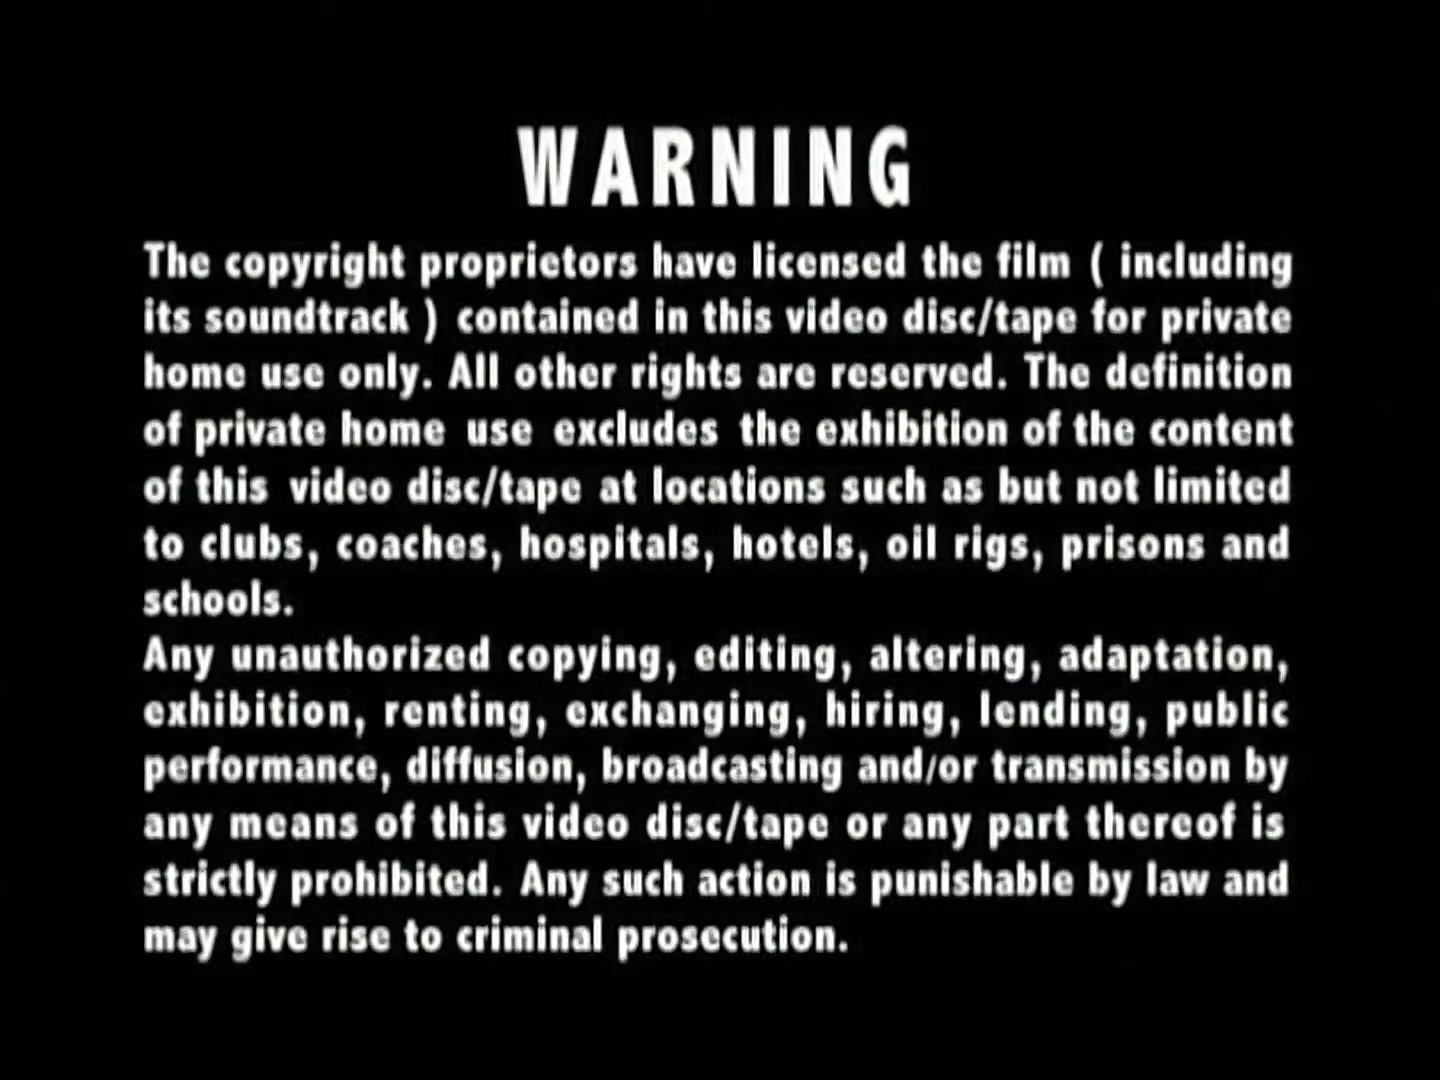 WARNING
The copyright proprietors have licensed the film ( including
its soundtrack ) contained in this video disc/tape for private
home use only. All other rights are reserved. The definition
of private home use excludes the exhibition of the content
of this video disc/tape at locations such as but not limited
to clubs, coaches, hospitals, hotels, oil rigs, prisons and
schools.
Any unauthorized copying, editing, altering, adaptation,
exhibition, renting, exchanging, hiring, lending, public
performance, diffusion, broadcasting and/or transmission by
any means of this video disc/tape or any part thereof is
strictly prohibited. Any such action is punishable by law and
may give rise to criminal prosecution.